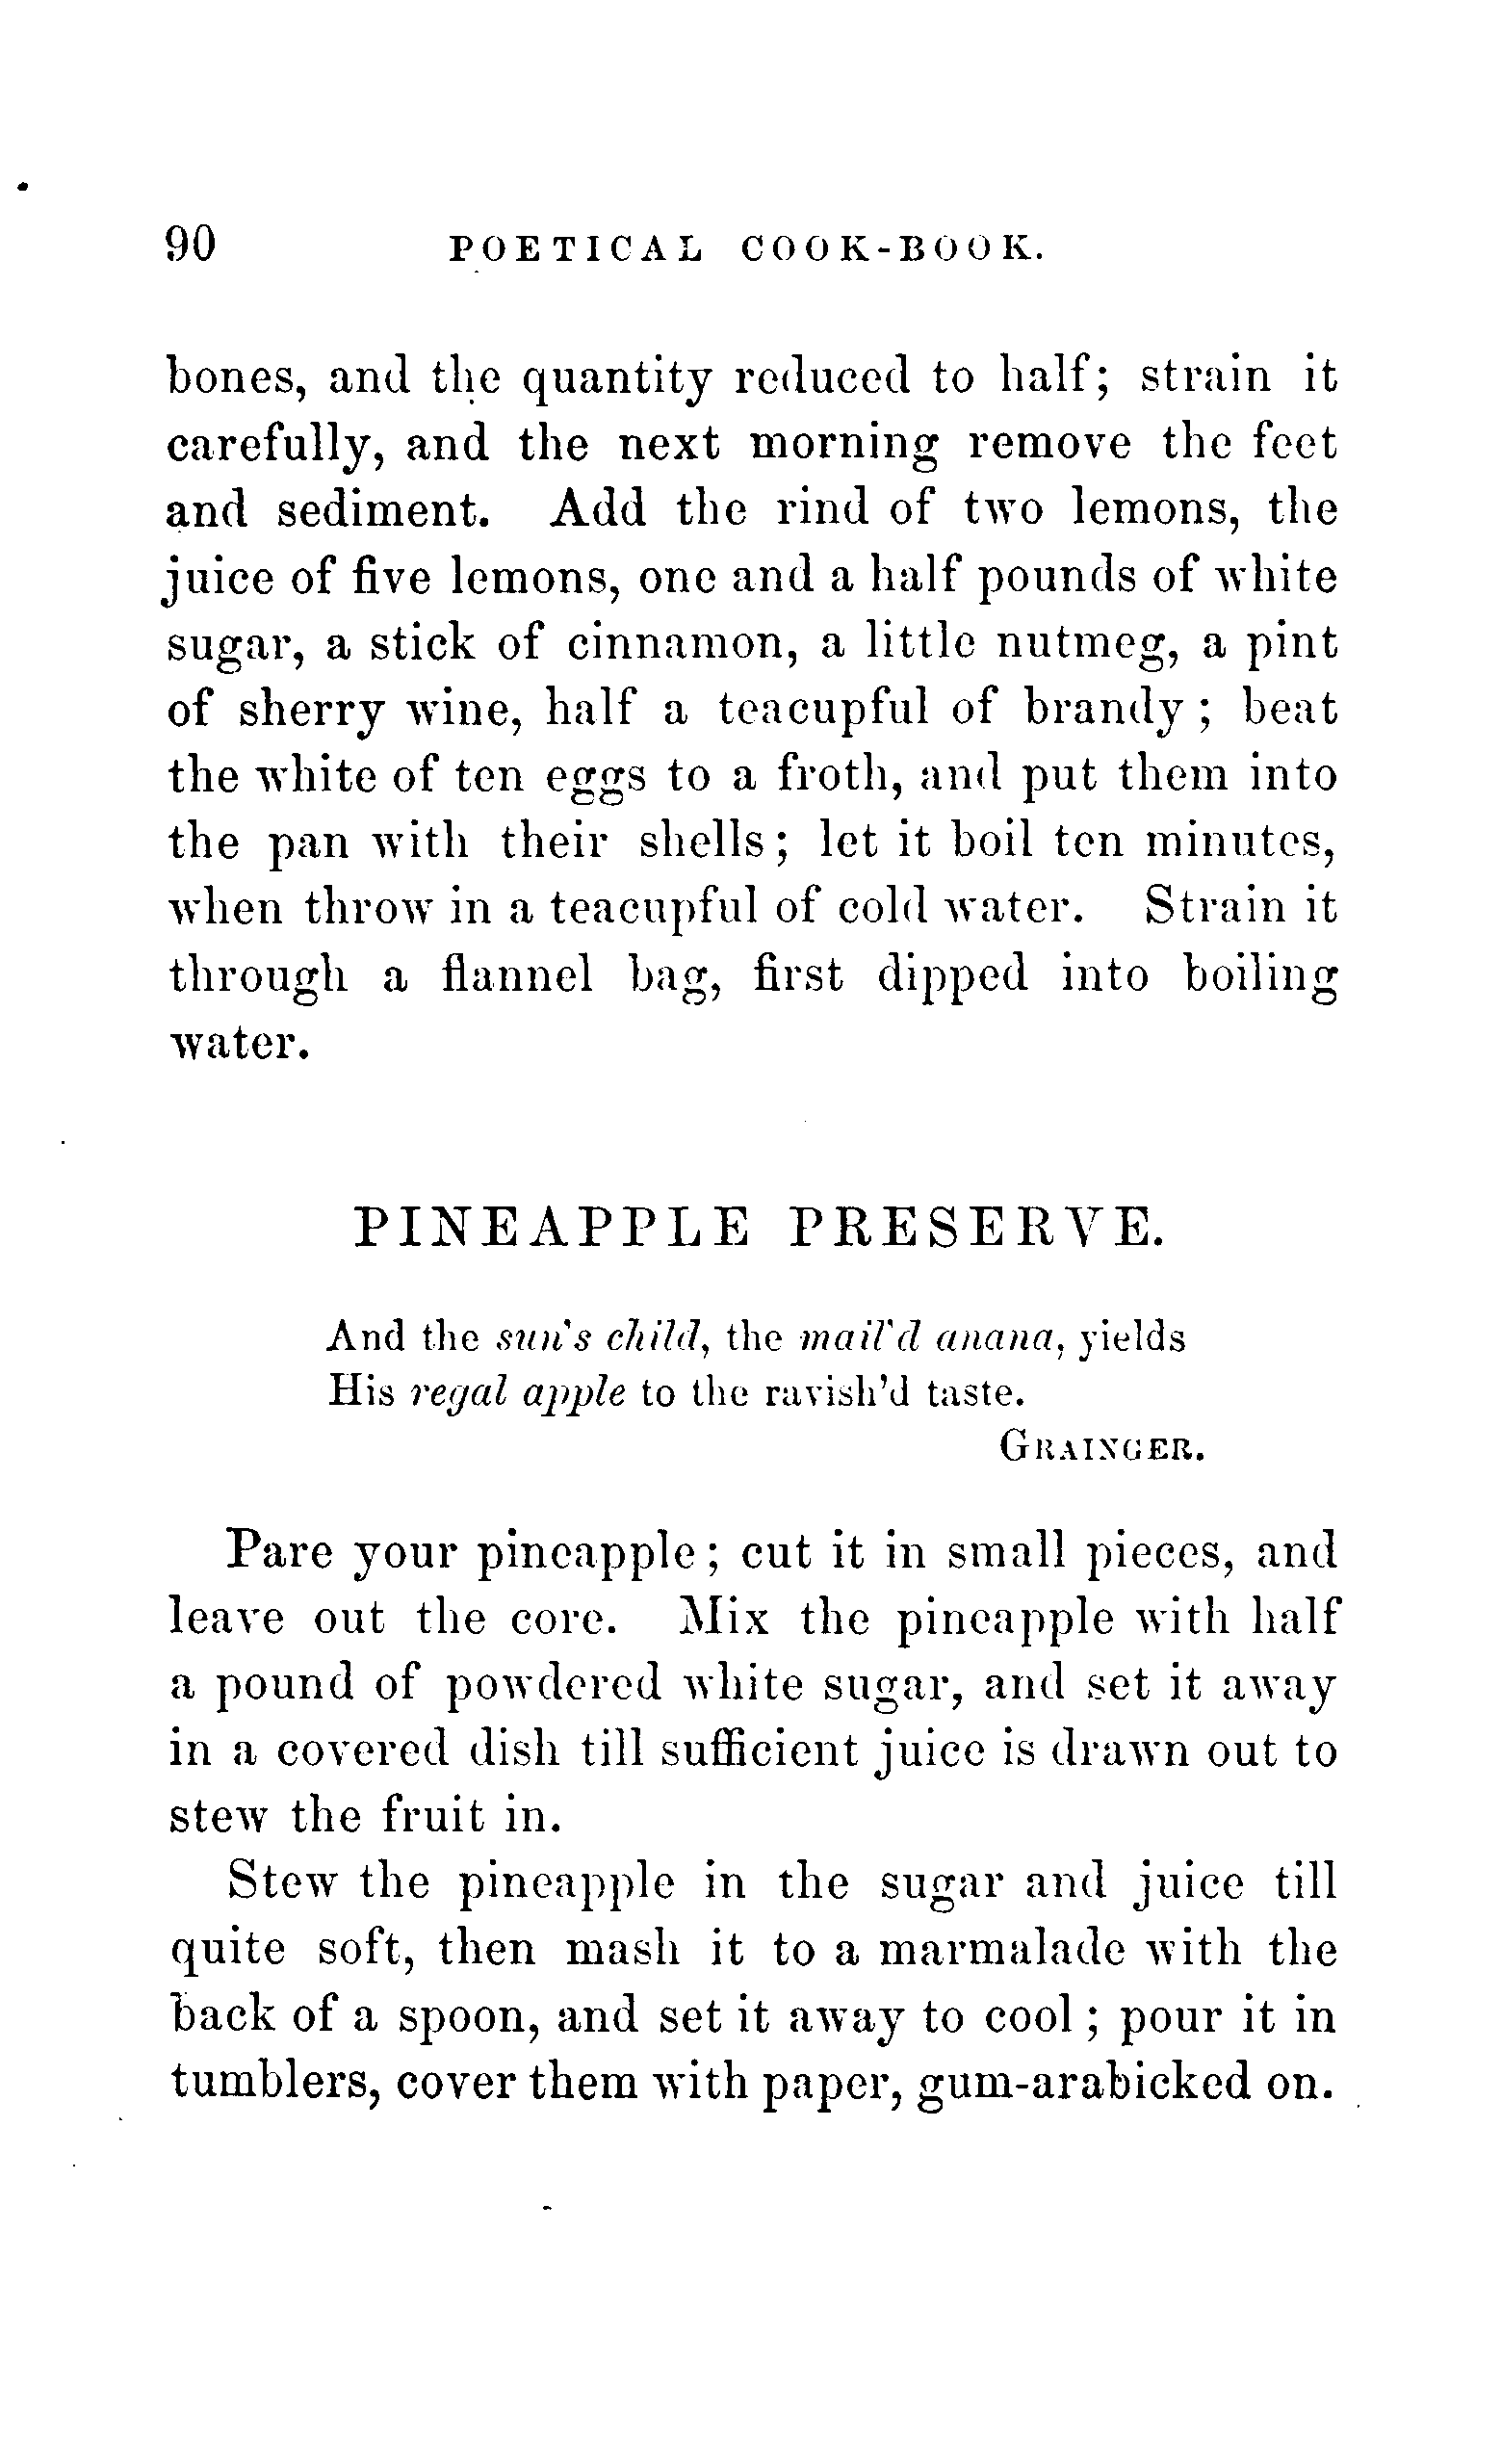 90 POETICAL COOK-BOOK.
bones, and the quantity reduced to half; strain it
carefully, and the next morning remove the feet
and sediment. Add the rind of two lemons, the
juice of five lemons, one and a half pounds of white
sugar, a stick of cinnamon, a little nutmeg, a pint
of sherry wine, half a teacupful of brandy; beat
the white of ten eggs to a froth, and put them into
the pan with their shells; let it boil ten minutes,
when throw in a teacupful of cold water. Strain it
through a flannel bag, first dipped into boiling
water.
PINEAPPLE PRESERVE.
And the sun's child, the mail'd anana, yields
His regal apple to the ravish'd taste.
GRAINGER.
Pare your pineapple; cut it in small pieces, and
leave out the core. Mix the pineapple with half
a pound of powdered white sugar, and set it away
in a covered dish till sufficient juice is drawn out to
stew the fruit in.
Stew the pineapple in the sugar and juice till
quite soft, then mash it to a marmalade with the
back of a spoon, and set it away to cool; pour it in
tumblers, cover them with paper, gum-arabicked on.